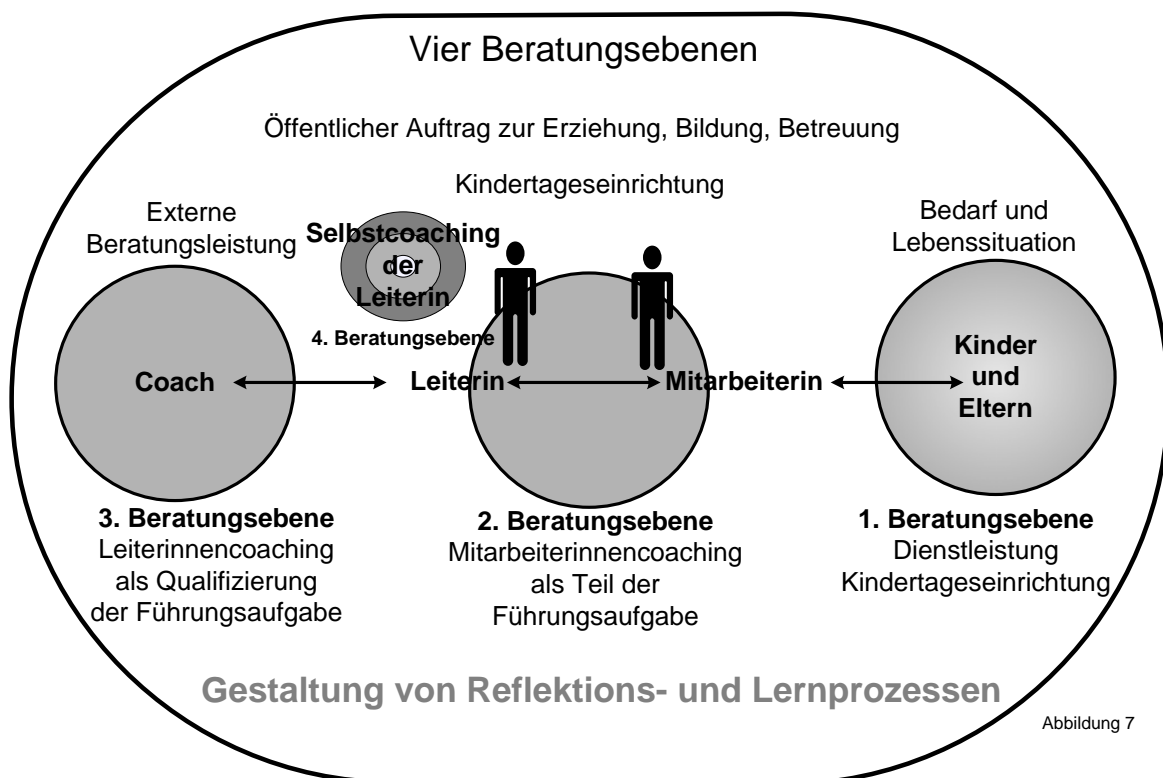 Vier Beratungsebenen
Öffentlicher Auftrag zur Erziehung, Bildung, Betreuung
Kindertageseinrichtung
Externe
Beratungsleistung
Selbstcoaching
der
Leiterin
4. Beratungsebene
Bedarf und
Lebenssituation
Coach
Leiterin
Mitarbeiterin
Kinder
und
Eltern
3. Beratungsebene
Leiterinnencoaching
als Qualifizierung
der Führungsaufgabe
2. Beratungsebene
Mitarbeiterinnencoaching
als Teil der
Führungsaufgabe
1. Beratungsebene
Dienstleistung
Kindertageseinrichtung
Gestaltung von Reflektions- und Lernprozessen
Abbildung 7